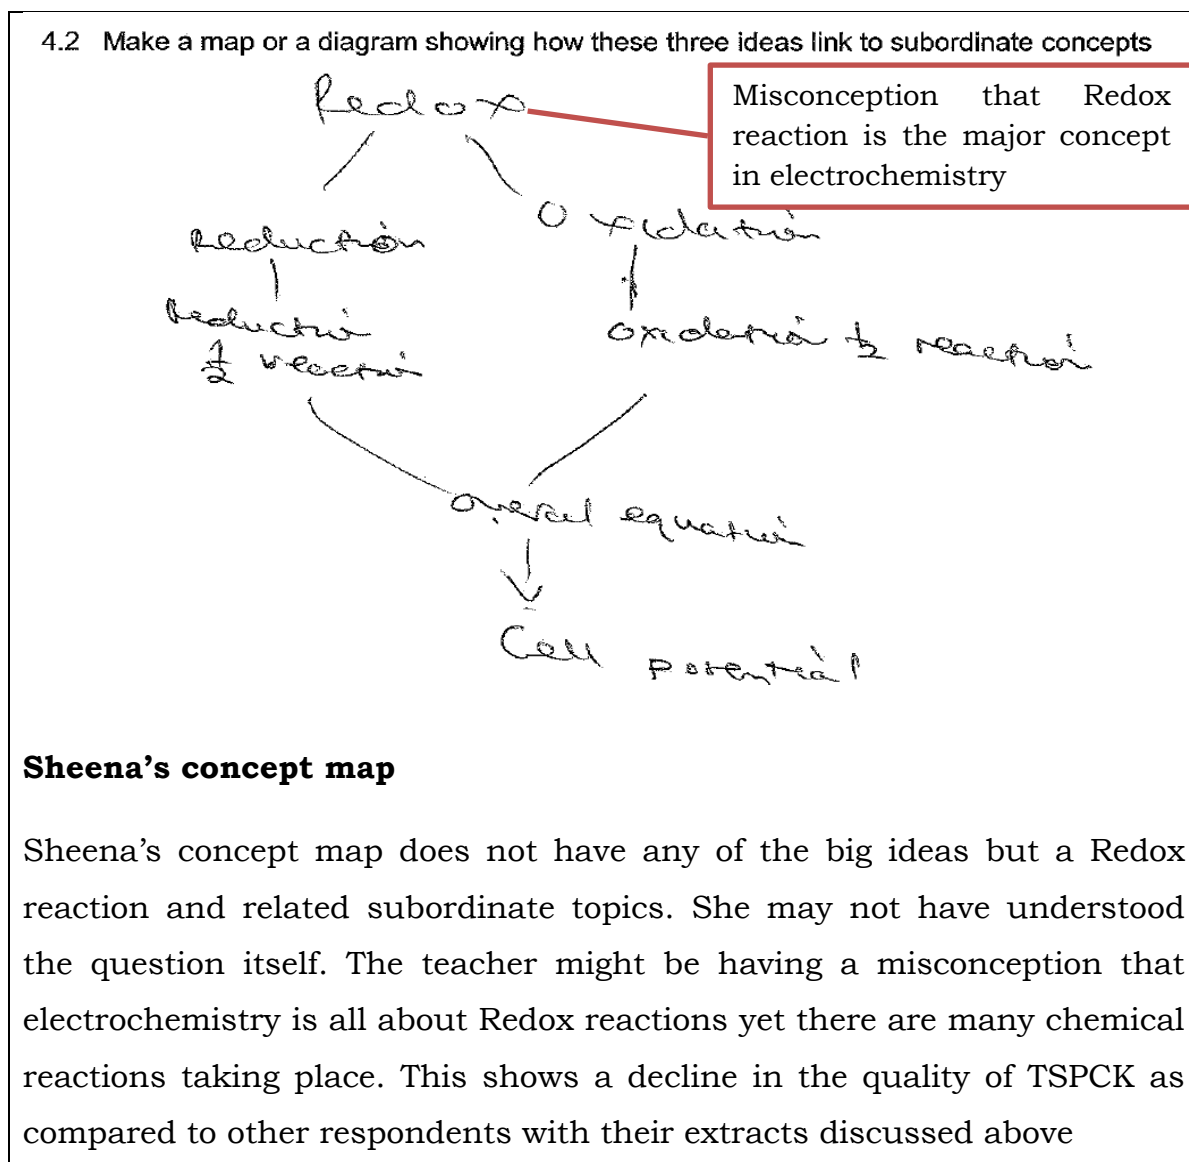 4.2 Make a map or a diagram showing how these three ideas link to subordinate concepts
Redox
Misconception that Redox
reaction is the major concept
in electrochemistry
Reduction
Oxidation
Reduction
1/2 reaction
oxidation 1/2 reaction
overal equation
Cell potential
Sheena’s concept map
Sheena’s concept map does not have any of the big ideas but a Redox
reaction and related subordinate topics. She may not have understood
the question itself. The teacher might be having a misconception that
electrochemistry is all about Redox reactions yet there are many chemical
reactions taking place. This shows a decline in the quality of TSPCK as
compared to other respondents with their extracts discussed above